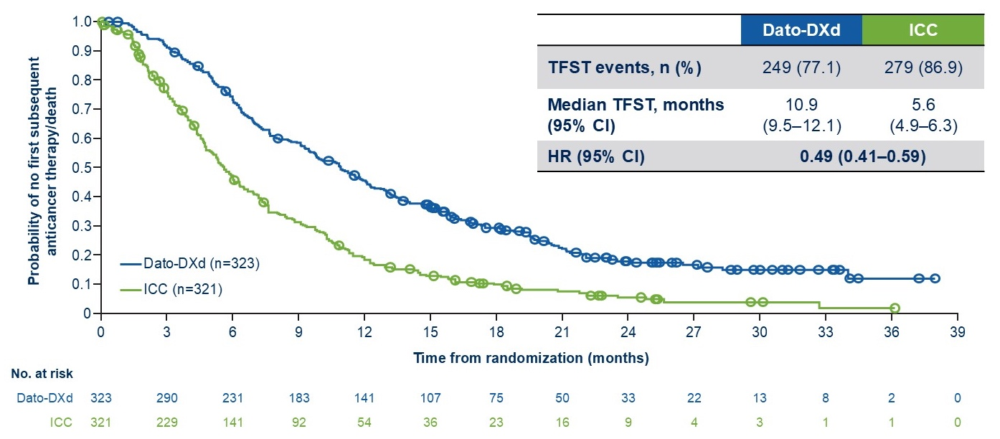 Probability of no first subsequent
anticancer therapy/death
1.0
0.9
0.8
0.7
0.6
0.5
0.4
0.3
0.2
0.1
0
Dato-DXd (n=323)
ICC (n=321)
Dato-DXd ICC
TFST events, n (%) 249 (77.1) 279 (86.9)
Median TFST, months 10.9 5.6
(95% CI) (9.5–12.1) (4.9–6.3)
HR (95% CI) 0.49 (0.41–0.59)
0 3 6 9 12 15 18 21 24 27 30 33 36 39
Time from randomization (months)
No. at risk
Dato-DXd 323 290 231 183 141 107 75 50 33 22 13 8 2 0
ICC 321 229 141 92 54 36 23 16 9 4 3 1 1 0